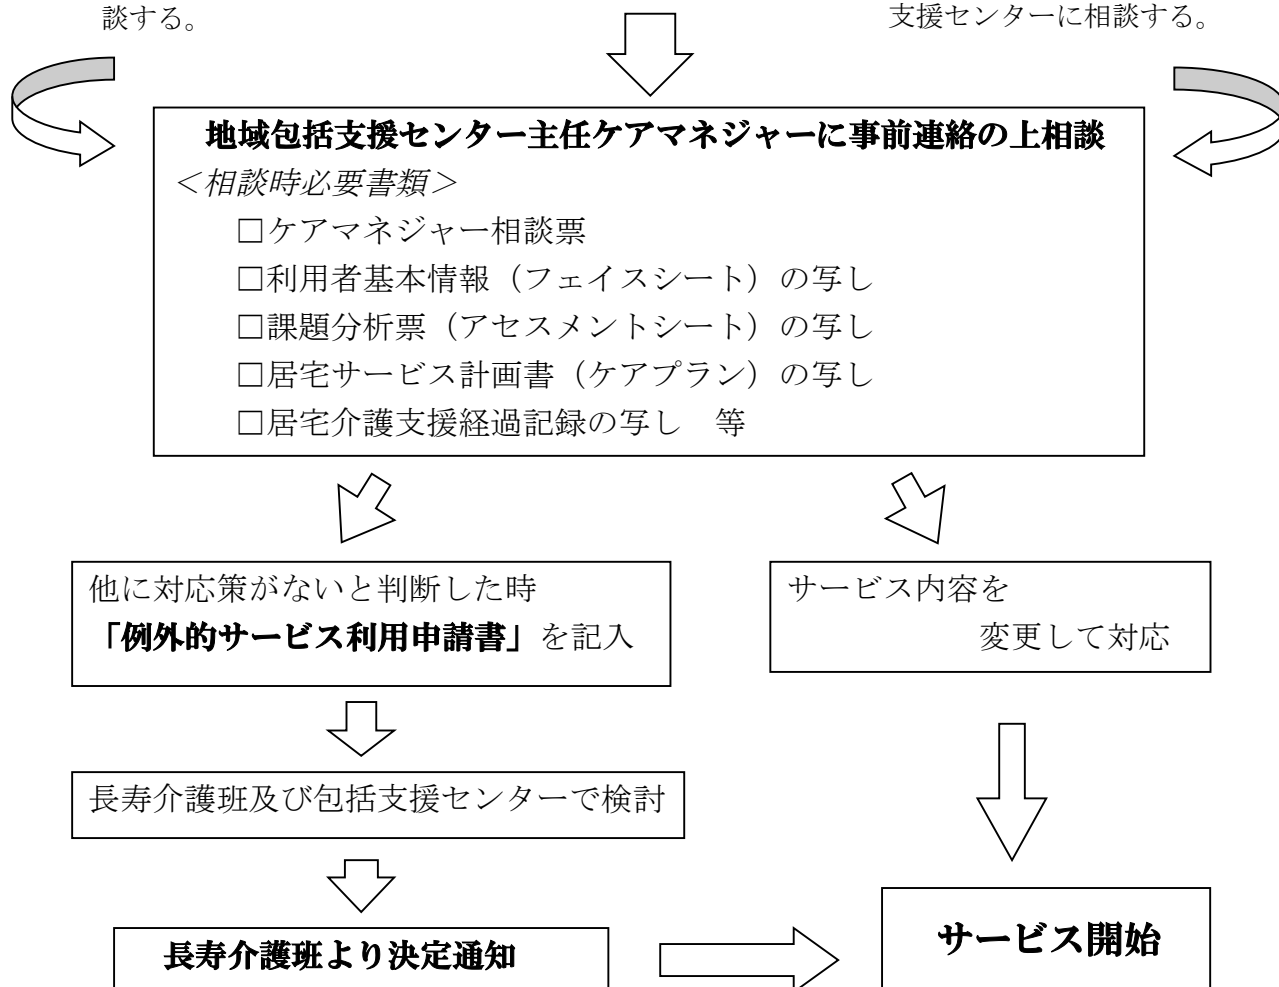 談する。
支援センターに相談する。
地域包括支援センター主任ケアマネジャーに事前連絡の上相談
＜相談時必要書類＞
□ケアマネジャー相談票
□利用者基本情報（フェイスシート）の写し
□課題分析票（アセスメントシート）の写し
□居宅サービス計画書（ケアプラン）の写し
□居宅介護支援経過記録の写し　等
他に対応策がないと判断した時
「例外的サービス利用申請書」を記入
サービス内容を
変更して対応
長寿介護班及び包括支援センターで検討
長寿介護班より決定通知
サービス開始